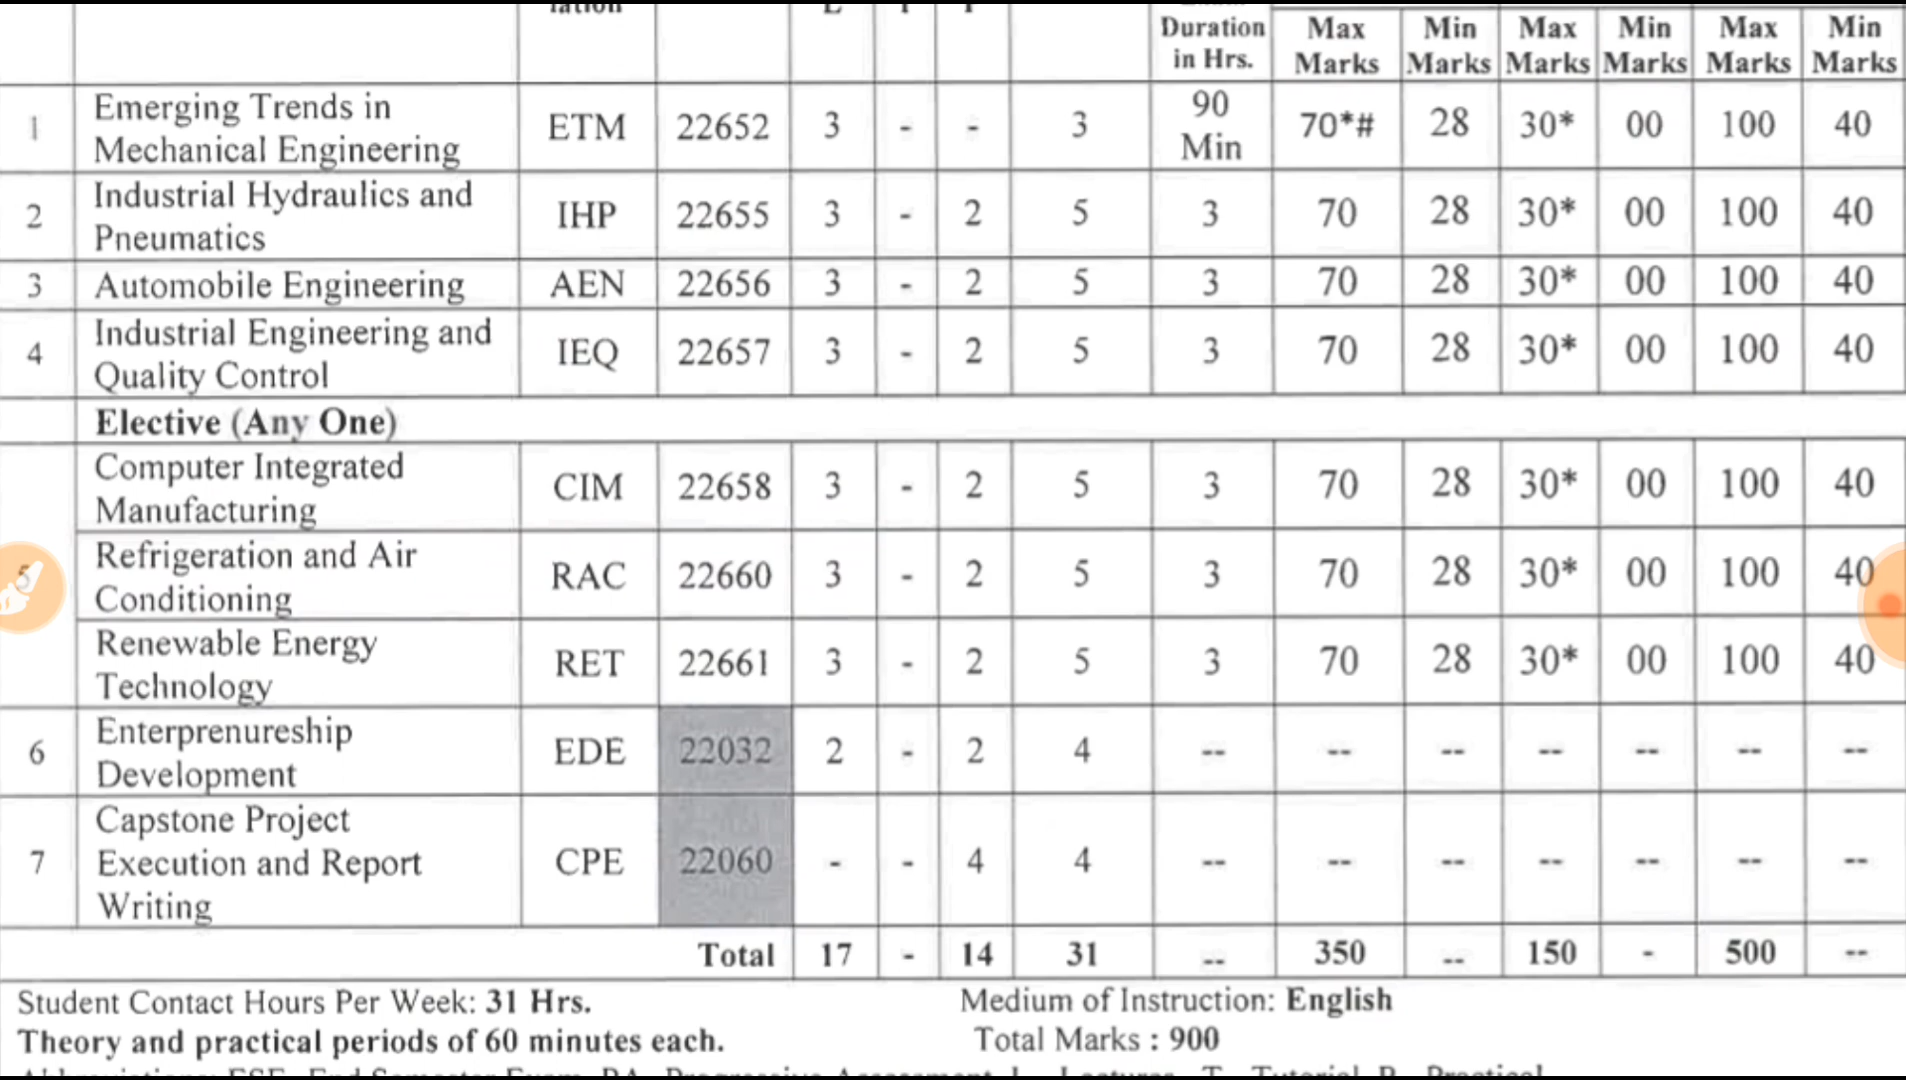 Duration Max Min Max Min Max Min
in Hrs. Marks Marks Marks Marks Marks Marks
1 Emerging Trends in Mechanical Engineering ETM 22652 3 - - 3 90 Min 70*# 28 30* 00 100 40
2 Industrial Hydraulics and Pneumatics IHP 22655 3 - 2 5 3 70 28 30* 00 100 40
3 Automobile Engineering AEN 22656 3 - 2 5 3 70 28 30* 00 100 40
4 Industrial Engineering and Quality Control IEQ 22657 3 - 2 5 3 70 28 30* 00 100 40
Elective (Any One)
Computer Integrated Manufacturing CIM 22658 3 - 2 5 3 70 28 30* 00 100 40
5 Refrigeration and Air Conditioning RAC 22660 3 - 2 5 3 70 28 30* 00 100 40
Renewable Energy Technology RET 22661 3 - 2 5 3 70 28 30* 00 100 40
6 Enterprenureship Development EDE 22032 2 - 2 4 -- -- -- -- -- -- --
7 Capstone Project Execution and Report Writing CPE 22060 - - 4 4 -- -- -- -- -- -- --
Total 17 - 14 31 -- 350 -- 150 - 500 --
Student Contact Hours Per Week: 31 Hrs. Medium of Instruction: English
Theory and practical periods of 60 minutes each. Total Marks : 900